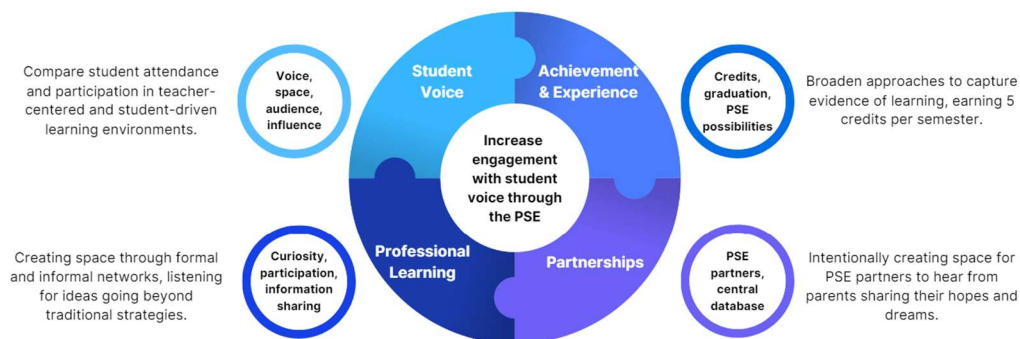 Compare student attendance
and participation in teacher-
centered and student-driven
learning environments.
Voice,
space,
audience,
influence
Student
Voice
Achievement
& Experience
Credits,
graduation,
PSE
possibilities
Broaden approaches to capture
evidence of learning, earning 5
credits per semester.
Increase
engagement
with student
voice through
the PSE
Creating space through formal
and informal networks, listening
for ideas going beyond
traditional strategies.
Curiosity,
participation,
information
sharing
Professional
Learning
Partnerships
PSE
partners,
central
database
Intentionally creating space for
PSE partners to hear from
parents sharing their hopes and
dreams.